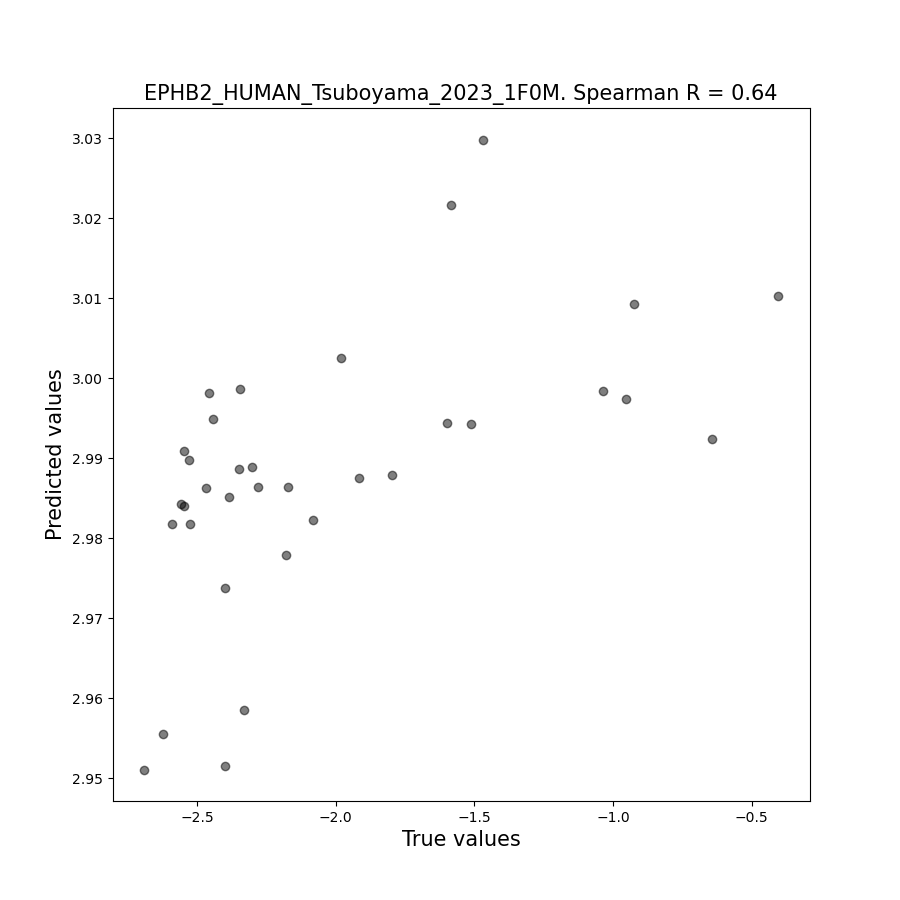 EPHB2_HUMAN_Tsuboyama_2023_1F0M. Spearman R = 0.64
3.03
3.02
3.01
3.00
2.99
2.98
2.97
2.96
2.95
Predicted values
−2.5 −2.0 −1.5 −1.0 −0.5
True values